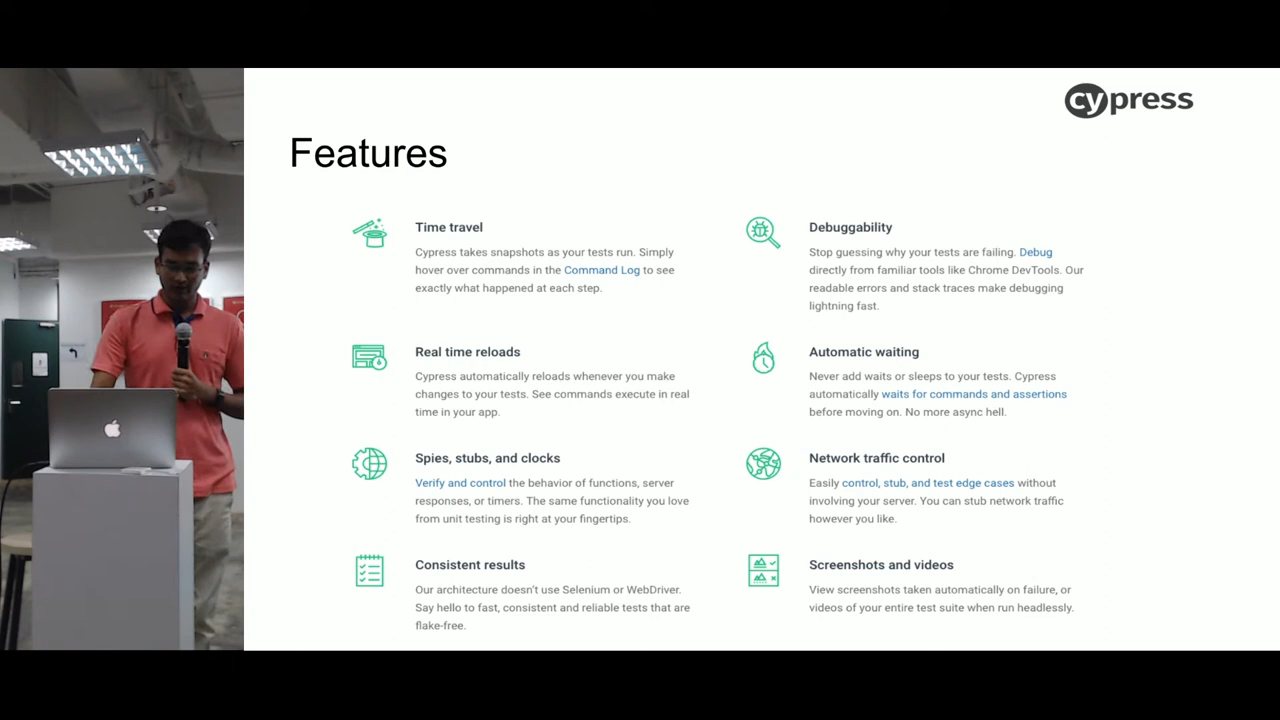 cypress
Features
Time travel
Cypress takes snapshots as your tests run. Simply
hover over commands in the Command Log to see
exactly what happened at each step.
Debuggability
Stop guessing why your tests are failing. Debug
directly from familiar tools like Chrome DevTools. Our
readable errors and stack traces make debugging
lightning fast.
Real time reloads
Cypress automatically reloads whenever you make
changes to your tests. See commands execute in real
time in your app.
Automatic waiting
Never add waits or sleeps to your tests. Cypress
automatically waits for commands and assertions
before moving on. No more async hell.
Spies, stubs, and clocks
Verify and control the behavior of functions, server
responses, or timers. The same functionality you love
from unit testing is right at your fingertips.
Network traffic control
Easily control, stub, and test edge cases without
involving your server. You can stub network traffic
however you like.
Consistent results
Our architecture doesn't use Selenium or WebDriver.
Say hello to fast, consistent and reliable tests that are
flake-free.
Screenshots and videos
View screenshots taken automatically on failure, or
videos of your entire test suite when run headlessly.